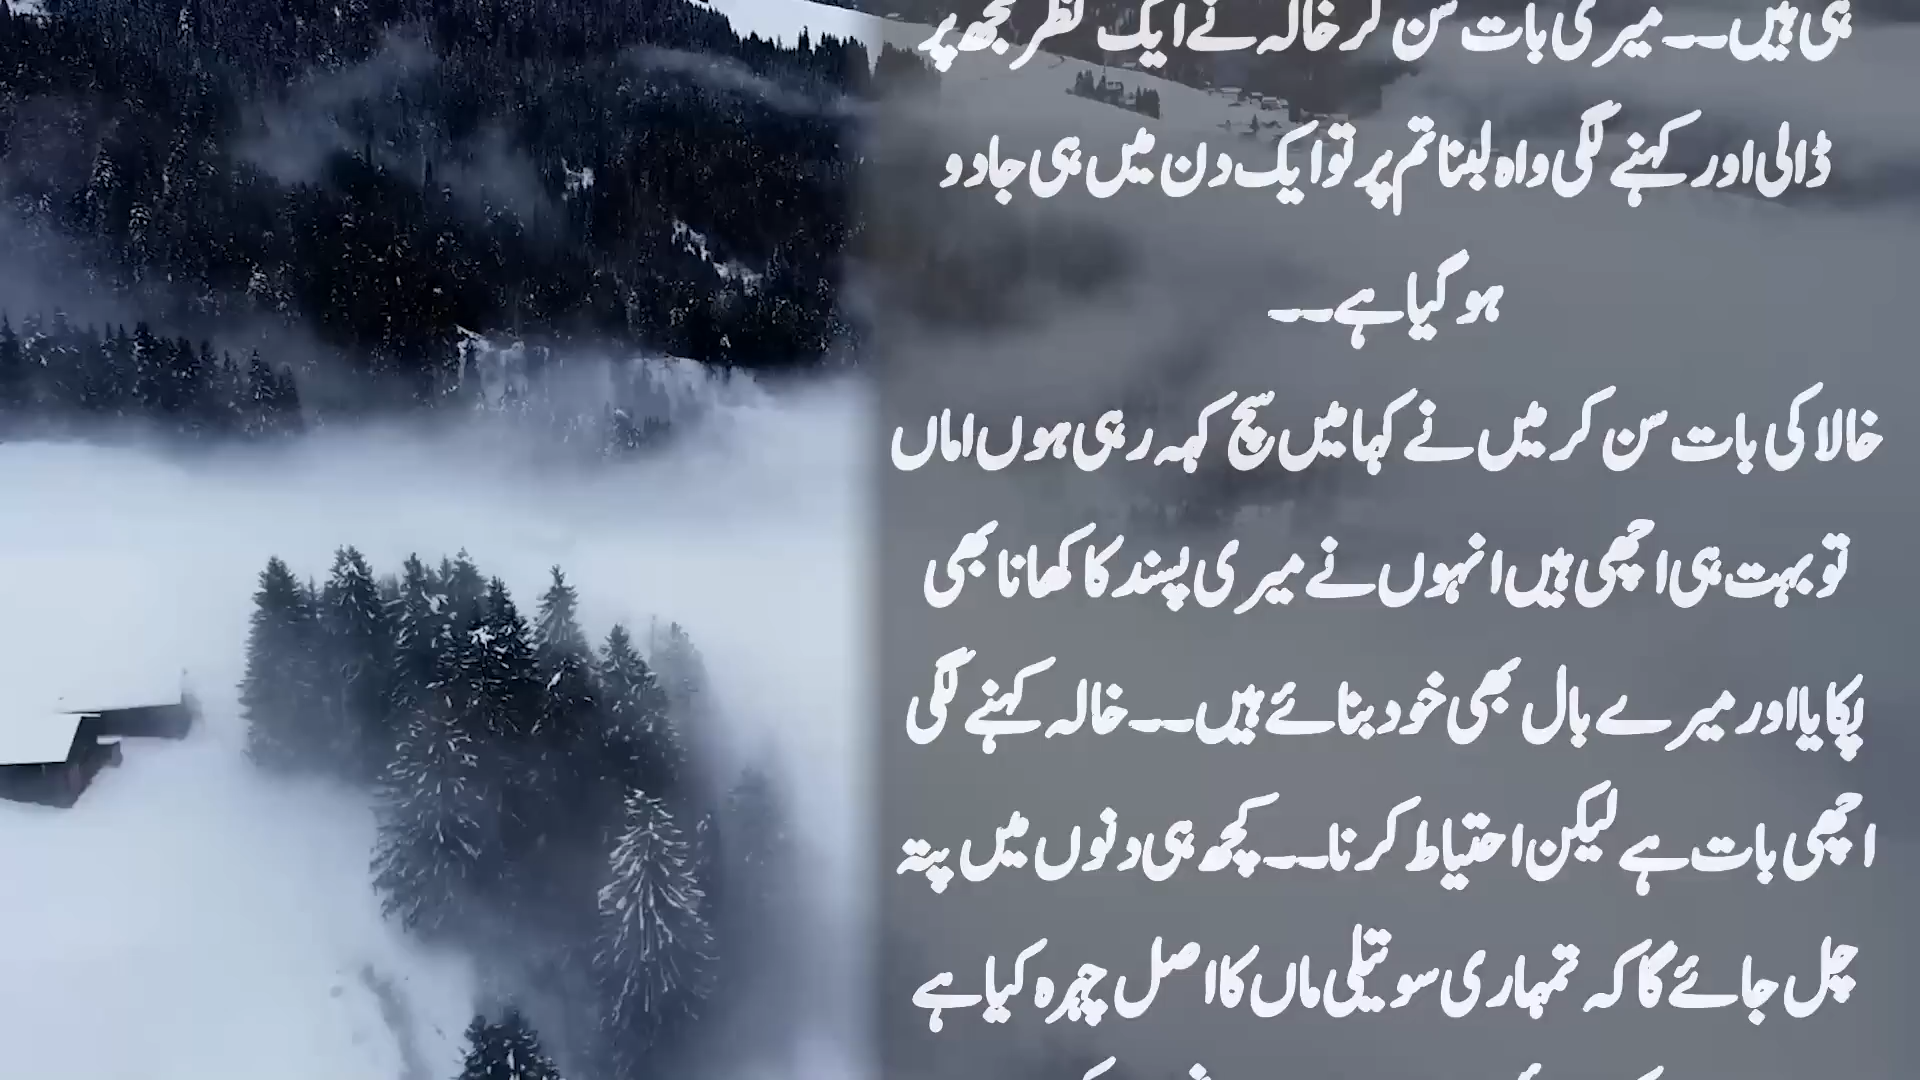 ہی ہیں۔۔ میری بات سن کر خالہ نے ایک نظر مجھ پر
ڈالی اور کہنے لگی واہ لبنا تم پر تو ایک دن میں ہی جادو
ہو گیا ہے۔۔
خالا کی بات سن کر میں نے کہا میں سچ کہہ رہی ہوں اماں
تو بہت ہی اچھی ہیں انہوں نے میری پسند کا کھانا بھی
پکایا اور میرے بال بھی خود بنائے ہیں۔۔ خالہ کہنے لگی
اچھی بات ہے لیکن احتیاط کرنا۔۔ کچھ ہی دنوں میں پتہ
چل جائے گا کہ تمہاری سوتیلی ماں کا اصل چہرہ کیا ہے